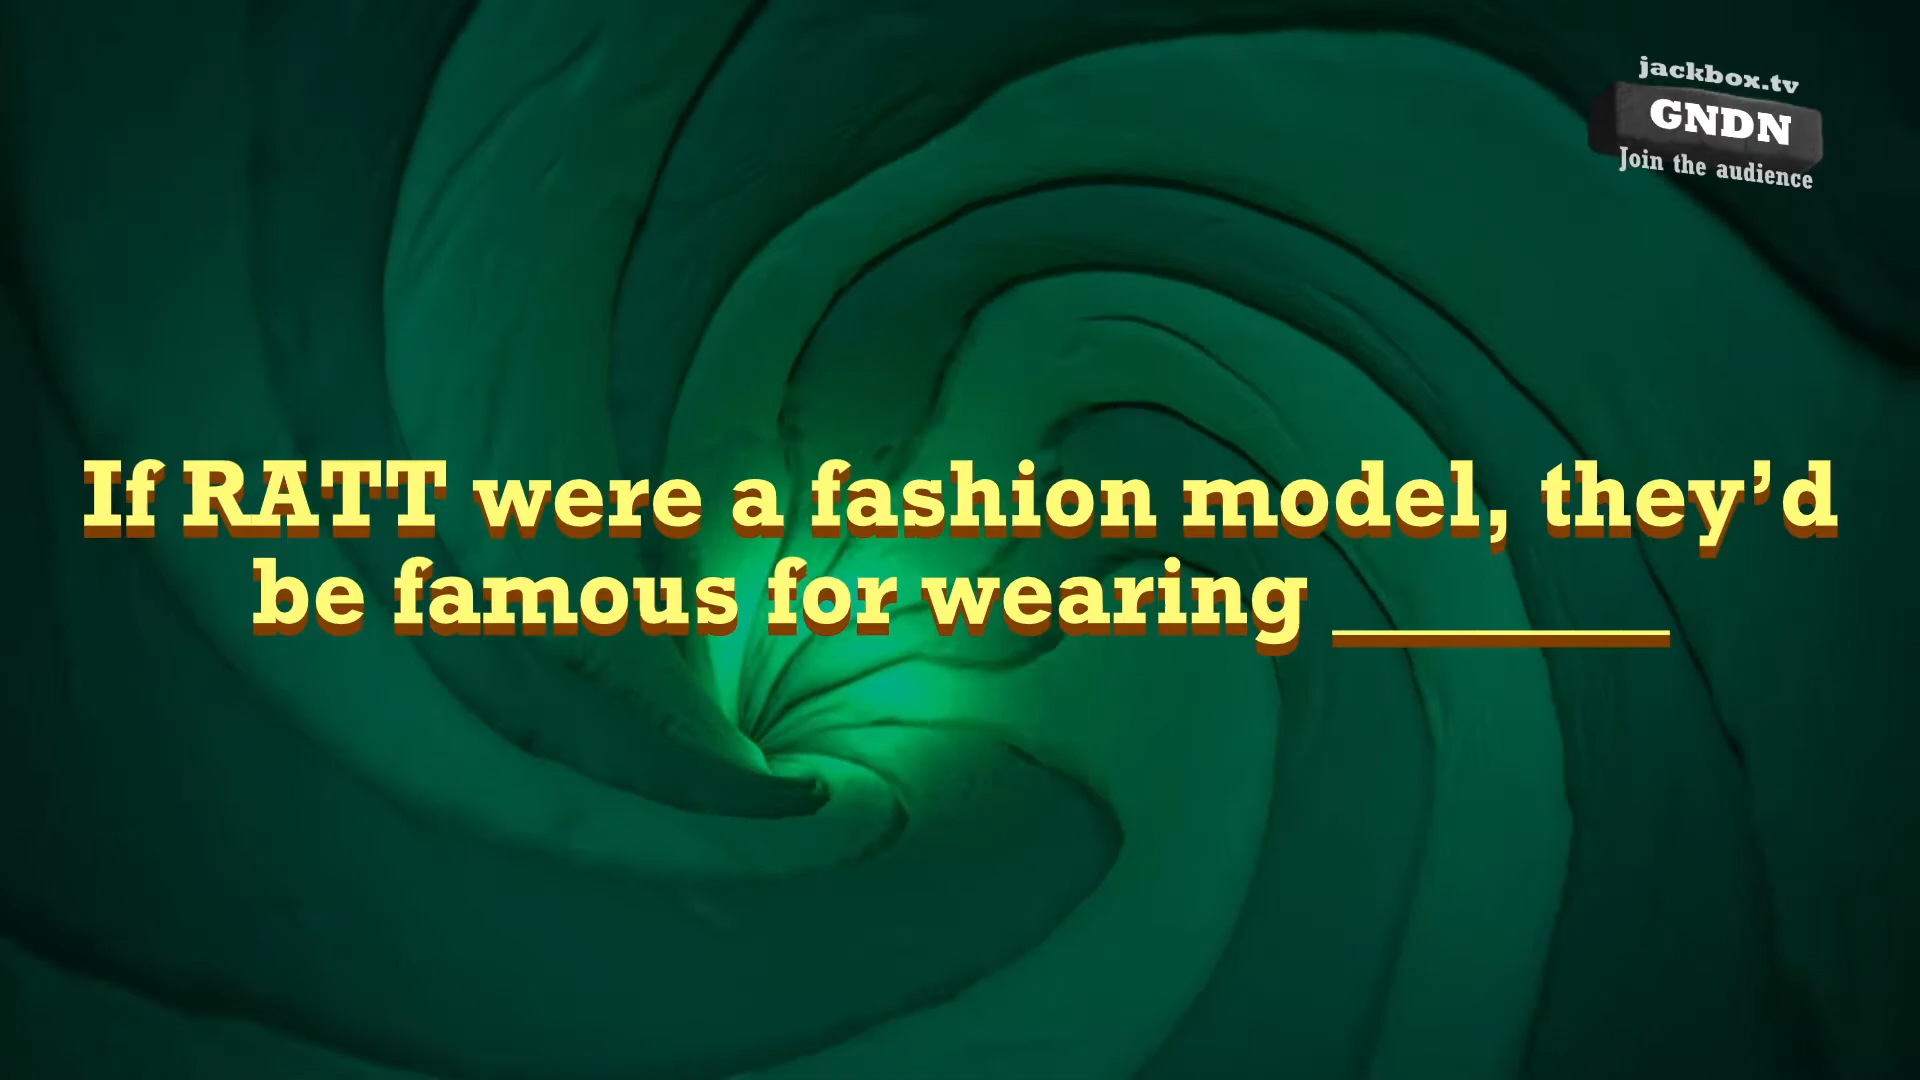 jackbox.tv
GNDN
Join the audience
If RATT were a fashion model, they’d
be famous for wearing ________